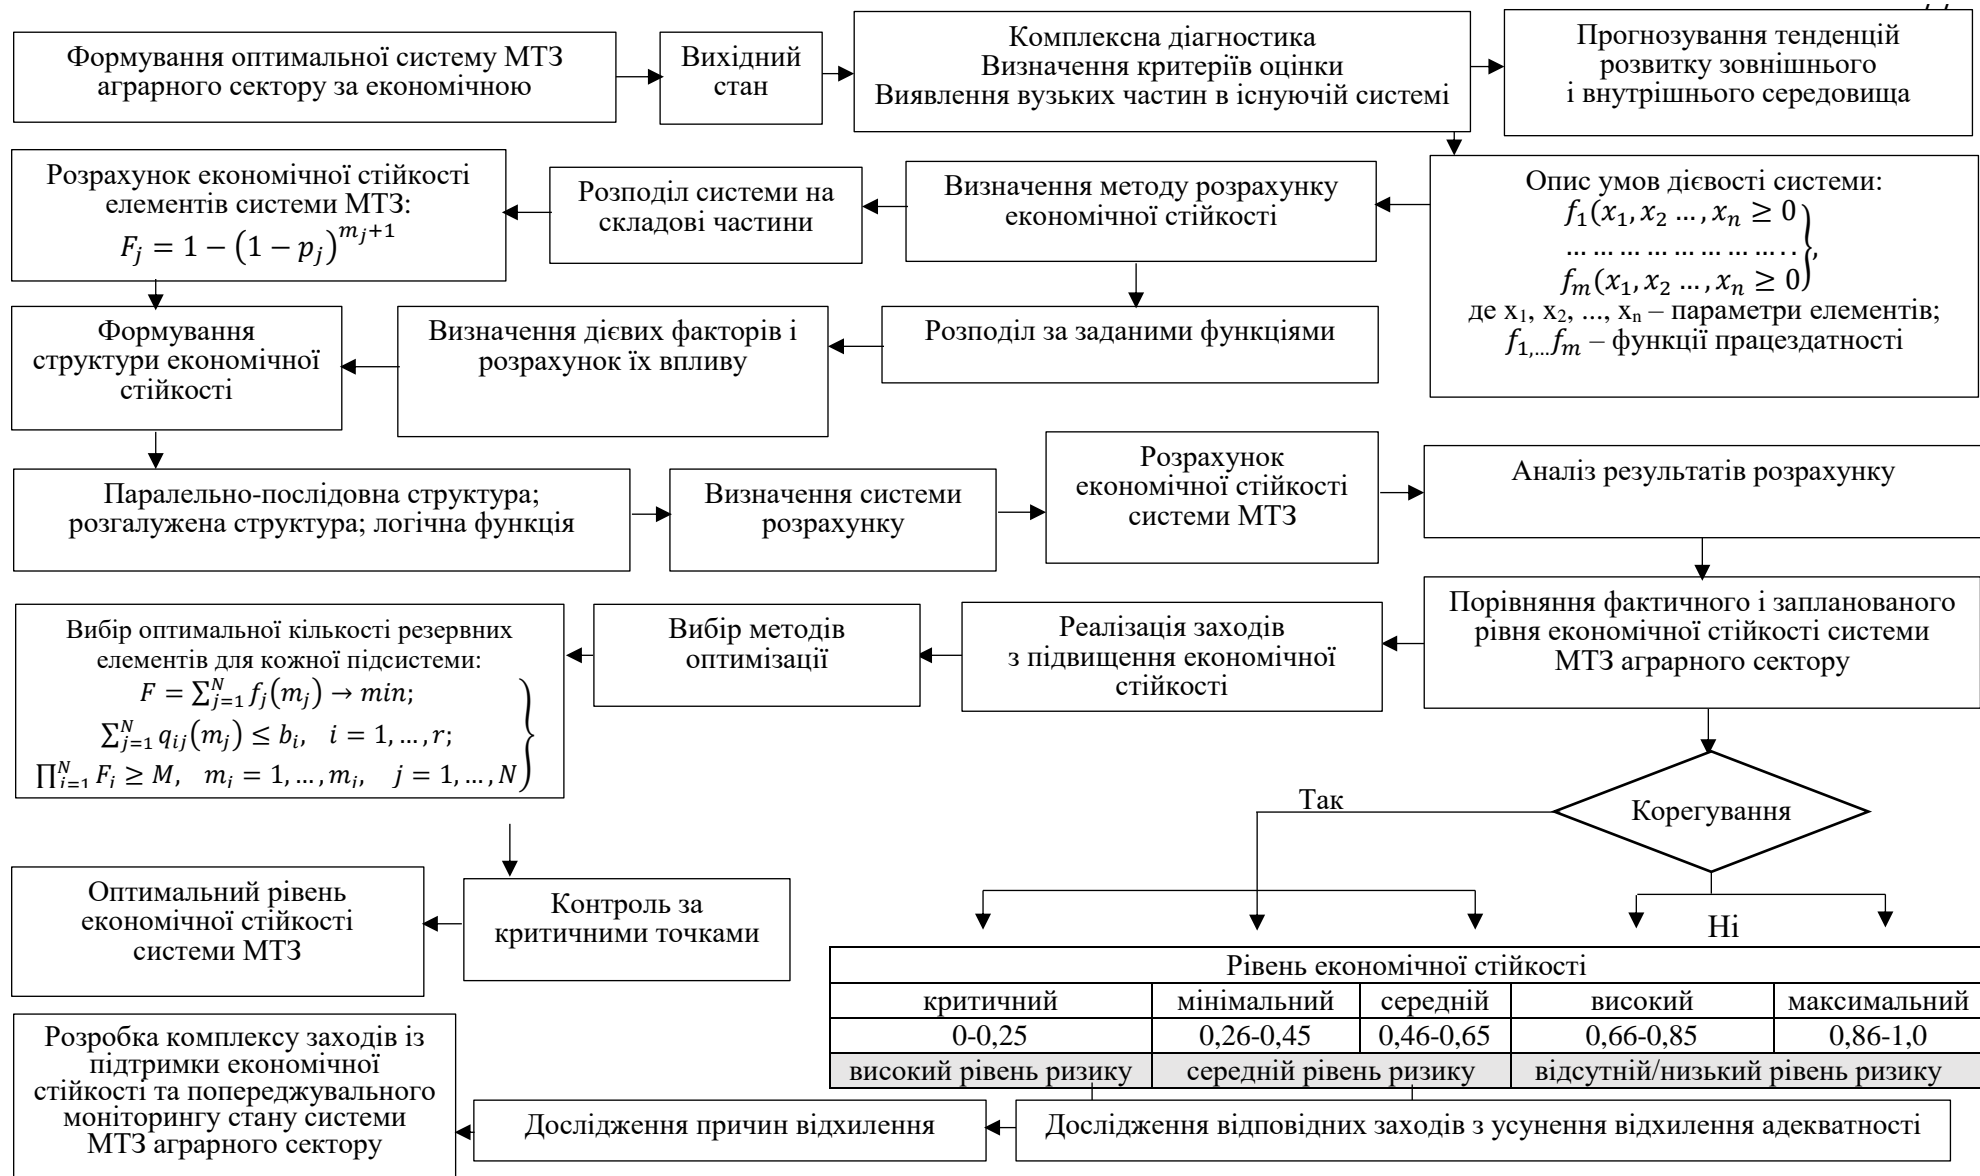 Формування оптимальної систему МТЗ
аграрного сектору за економічною
Вихідний
стан
Комплексна діагностика
Визначення критеріїв оцінки
Виявлення вузьких частин в існуючій системі
Прогнозування тенденцій
розвитку зовнішнього
і внутрішнього середовища
Розрахунок економічної стійкості
елементів системи МТЗ:
F_j = 1 − (1 − p_j)^{m_j+1}
Розподіл системи на
складові частини
Визначення методу розрахунку
економічної стійкості
Опис умов дієвості системи:
f_1(x_1, x_2 …, x_n ≥ 0
… … … … … … … … . . },
f_m(x_1, x_2 …, x_n ≥ 0)
де x₁, x₂, ..., xₙ – параметри елементів;
f_{1,…}f_m – функції працездатності
Формування
структури економічної
стійкості
Визначення дієвих факторів і
розрахунок їх впливу
Розподіл за заданими функціями
Паралельно-послідовна структура;
розгалужена структура; логічна функція
Визначення системи
розрахунку
Розрахунок
економічної стійкості
системи МТЗ
Аналіз результатів розрахунку
Вибір оптимальної кількості резервних
елементів для кожної підсистеми:
F = ∑_{j=1}^{N} f_j(m_j) → min;
∑_{j=1}^{N} q_{ij}(m_j) ≤ b_i, i = 1, … , r;
∏_{j=1}^{N} F_j ≥ M, m_j = 1, … , m_j, j = 1, … , N }
Вибір методів
оптимізації
Реалізація заходів
з підвищення економічної
стійкості
Порівняння фактичного і запланованого
рівня економічної стійкості системи
МТЗ аграрного сектору
Так
Корегування
Ні
Оптимальний рівень
економічної стійкості
системи МТЗ
Контроль за
критичними точками
Рівень економічної стійкості
критичний мінімальний середній високий максимальний
0-0,25 0,26-0,45 0,46-0,65 0,66-0,85 0,86-1,0
високий рівень ризику середній рівень ризику відсутній/низький рівень ризику
Розробка комплексу заходів із
підтримки економічної
стійкості та попереджувального
моніторингу стану системи
МТЗ аграрного сектору
Дослідження причин відхилення
Дослідження відповідних заходів з усунення відхилення адекватності